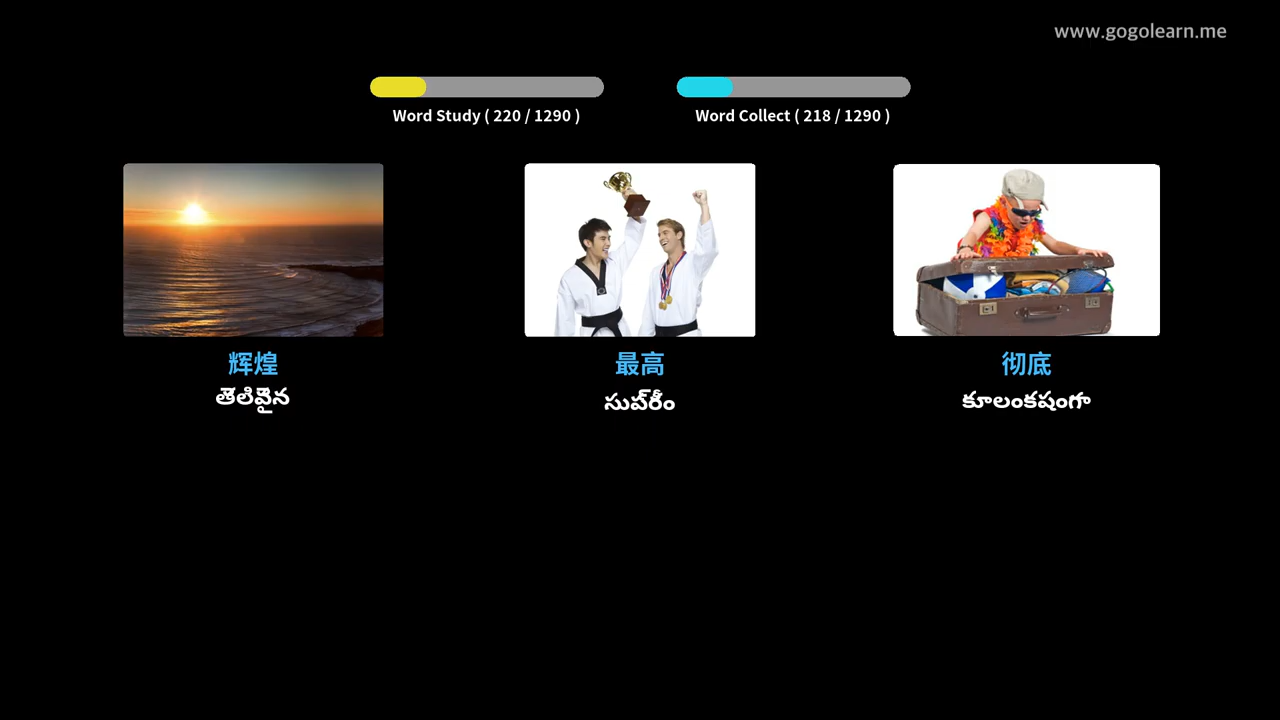 www.gogolearn.me
Word Study ( 220 / 1290 )
Word Collect ( 218 / 1290 )
辉煌
最高
彻底
తెలివైన
సుప్రీం
కూలంకషంగా